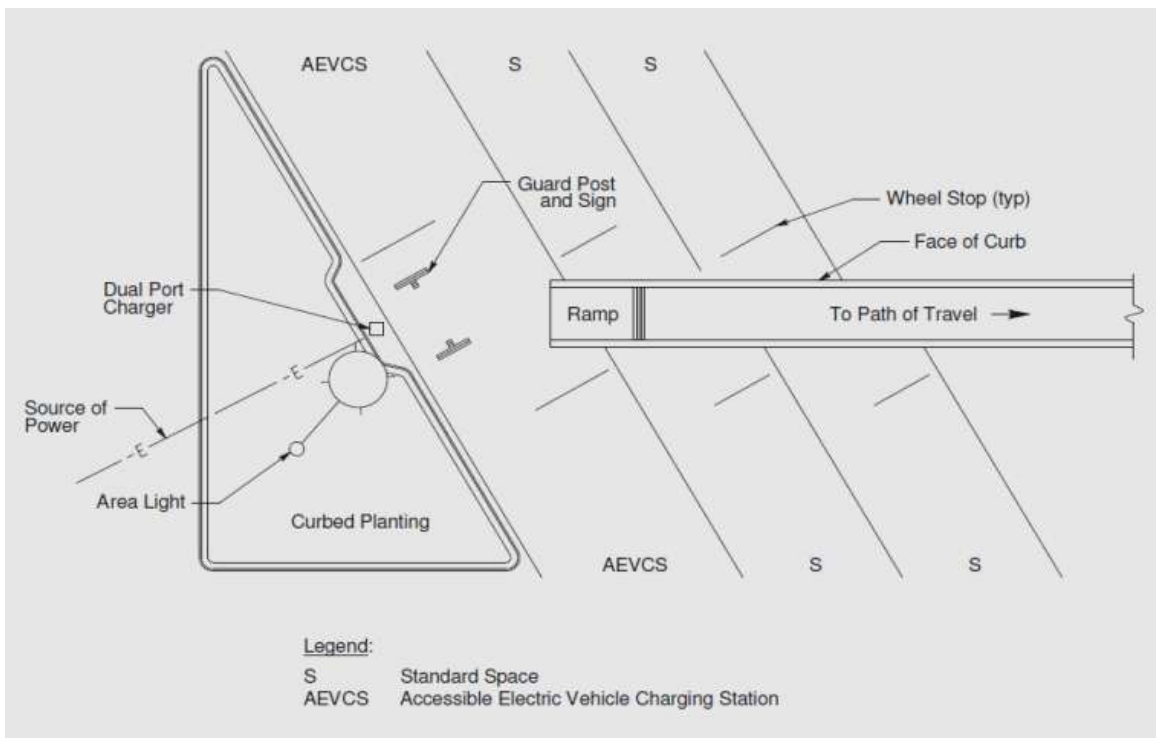 AEVCS
S
S
Guard Post
and Sign
Wheel Stop (typ)
Face of Curb
Dual Port
Charger
Ramp
To Path of Travel
E
Source of
Power
E
Area Light
Curbed Planting
AEVCS
S
S
Legend:
S Standard Space
AEVCS Accessible Electric Vehicle Charging Station